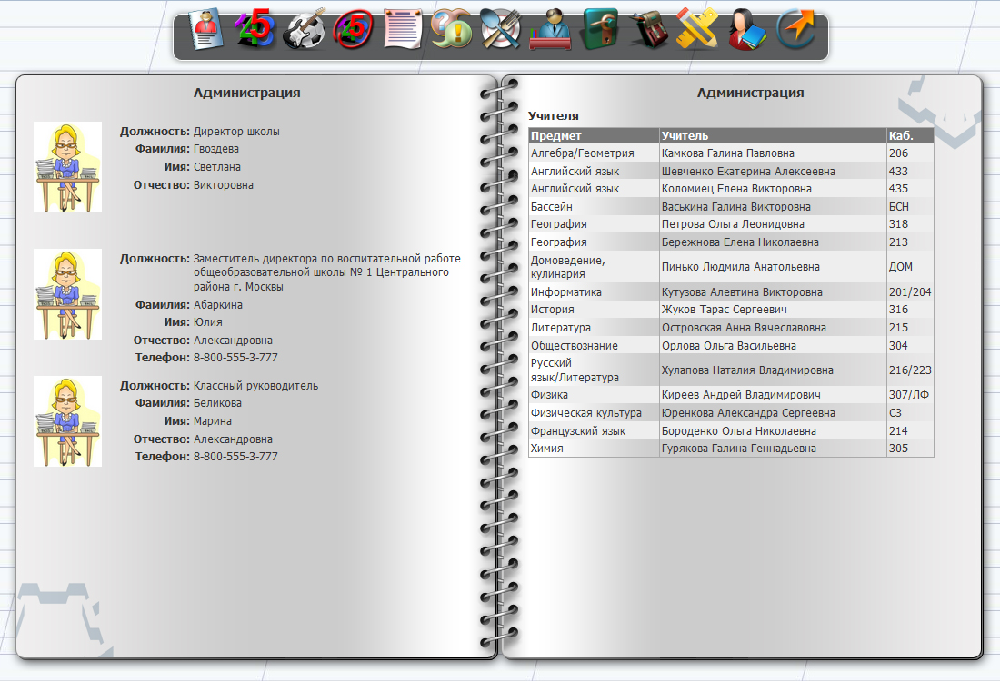 5
5
Администрация
Должность: Директор школы
Фамилия: Гвоздева
Имя: Светлана
Отчество: Викторовна
Должность: Заместитель директора по воспитательной работе
общеобразовательной школы № 1 Центрального
района г. Москвы
Фамилия: Абаркина
Имя: Юлия
Отчество: Александровна
Телефон: 8-800-555-3-777
Должность: Классный руководитель
Фамилия: Беликова
Имя: Марина
Отчество: Александровна
Телефон: 8-800-555-3-777
Администрация
Учителя
Предмет Учитель Каб.
Алгебра/Геометрия Камкова Галина Павловна 206
Английский язык Шевченко Екатерина Алексеевна 433
Английский язык Коломиец Елена Викторовна 435
Бассейн Васькина Галина Викторовна БСН
География Петрова Ольга Леонидовна 318
География Бережнова Елена Николаевна 213
Домоведение,
кулинария Пинько Людмила Анатольевна ДОМ
Информатика Кутузова Алевтина Викторовна 201/204
История Жуков Тарас Сергеевич 316
Литература Островская Анна Вячеславовна 215
Обществознание Орлова Ольга Васильевна 304
Русский
язык/Литература Хулапова Наталия Владимировна 216/223
Физика Киреев Андрей Владимирович 307/ЛФ
Физическая культура Юренкова Александра Сергеевна СЗ
Французский язык Бороденко Ольга Николаевна 214
Химия Гурякова Галина Геннадьевна 305